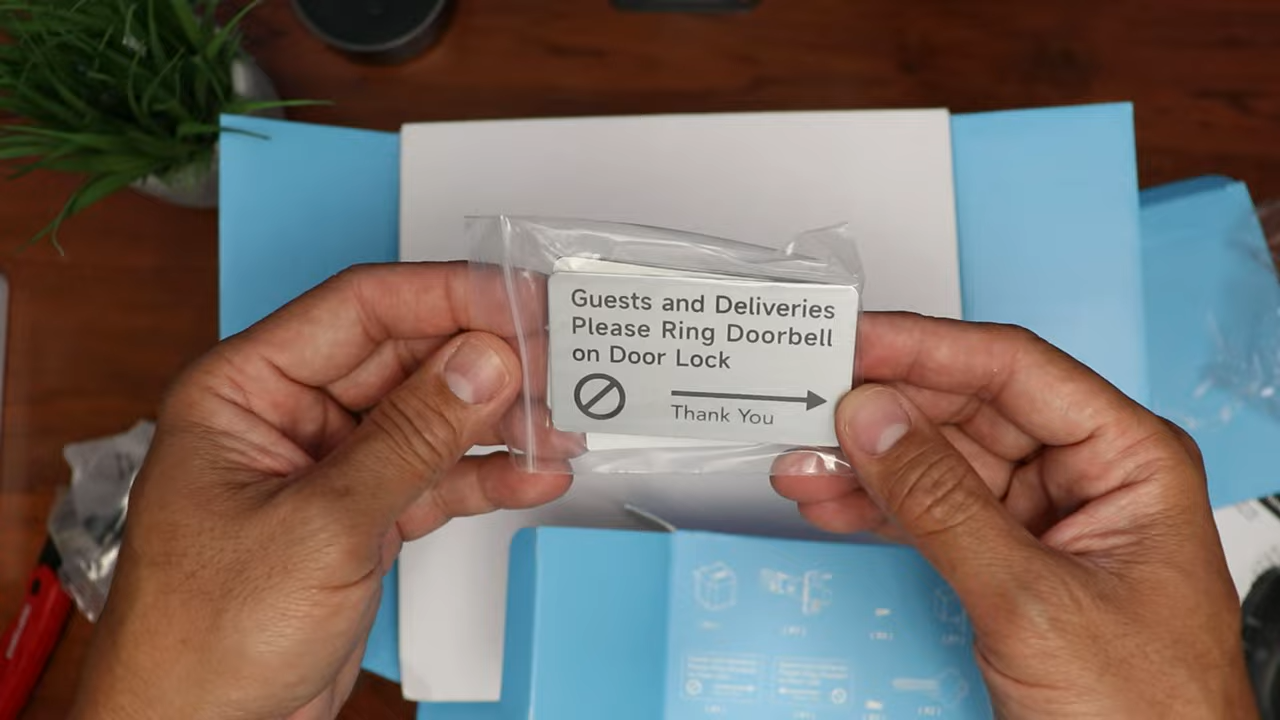 Guests and Deliveries
Please Ring Doorbell
on Door Lock
Thank You